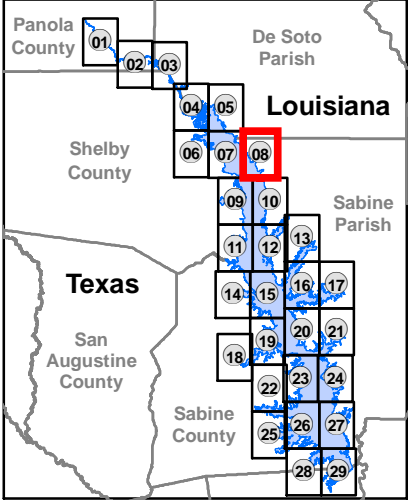 Panola
County
01
02
03
De Soto
Parish
04
05
Louisiana
Shelby
County
06
07
08
09
10
Sabine
Parish
11
12
13
Texas
14
15
16
17
San
Augustine
County
18
19
20
21
22
23
24
Sabine
County
25
26
27
28
29